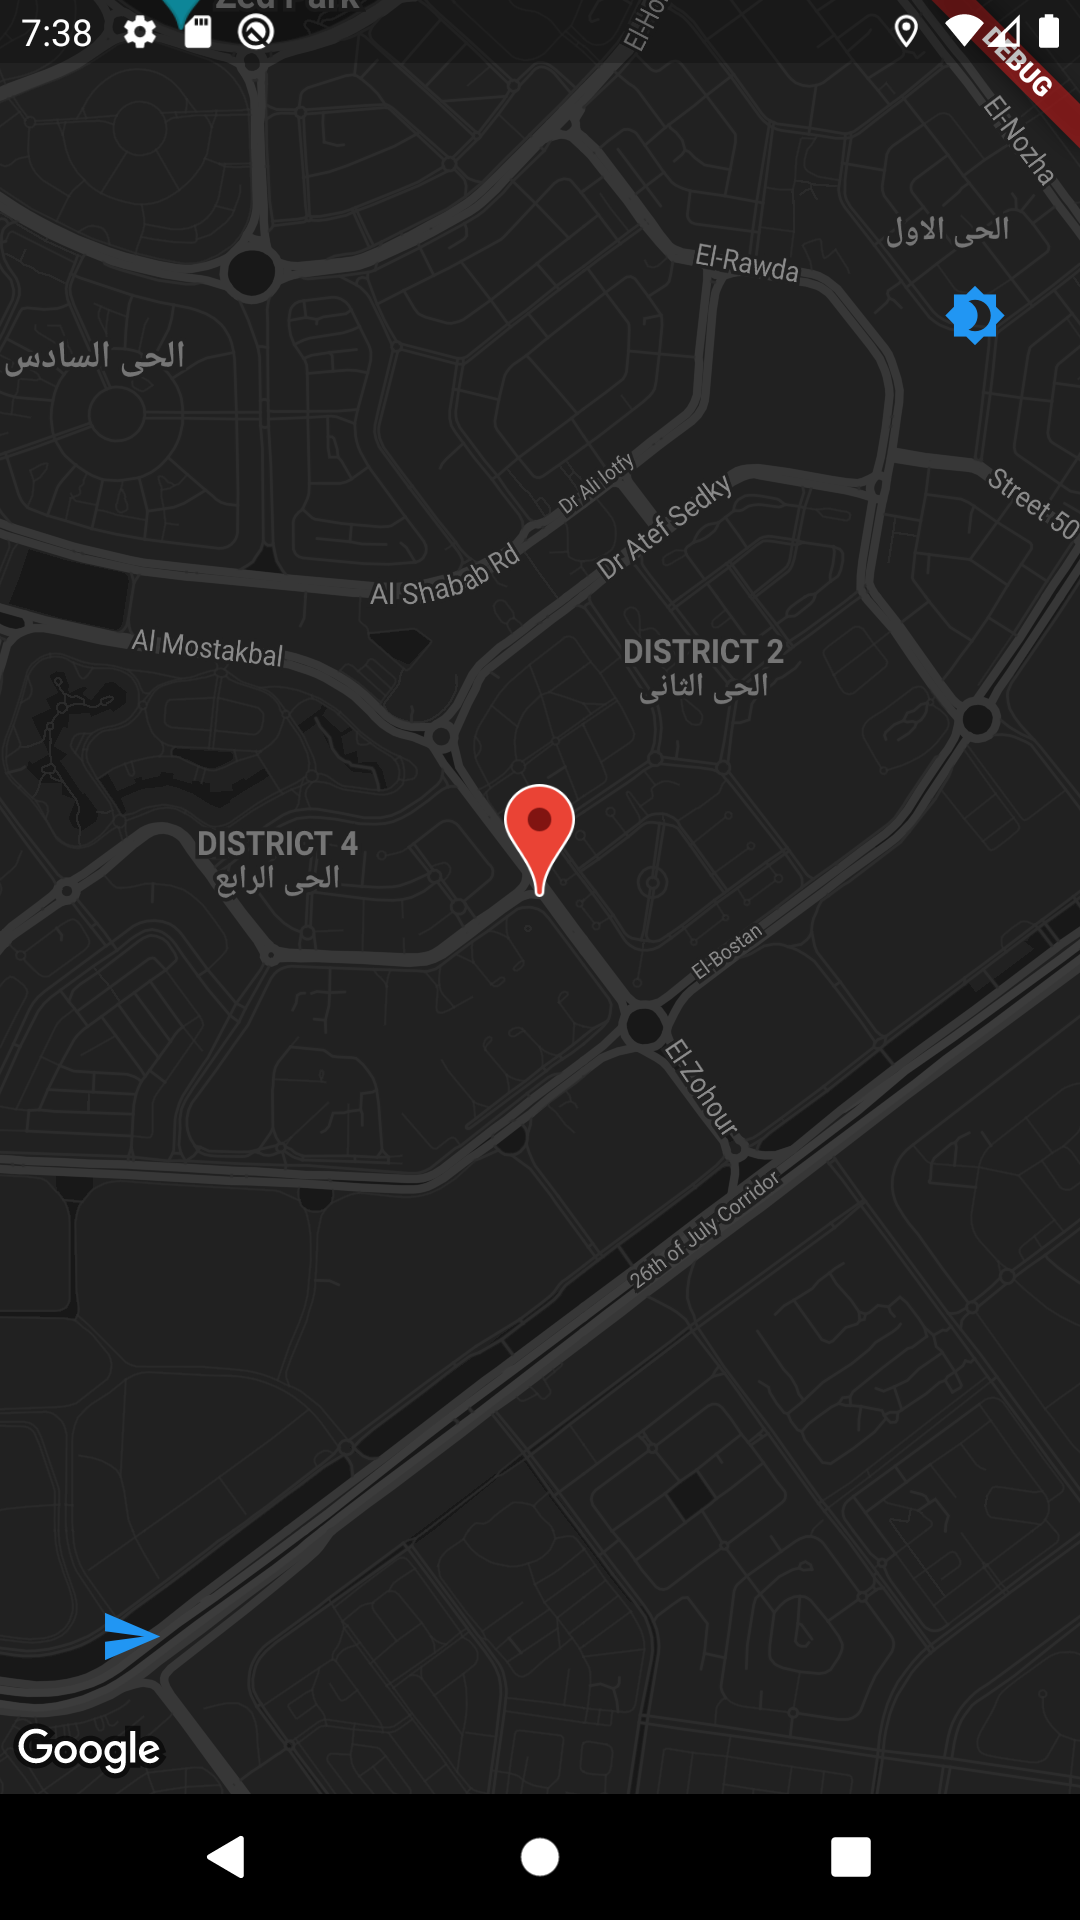 Zed Park
7:38
DEBUG
El-Nozha
الحى الاول
El-Rawda
الحى السادس
Dr Ali lotfy
Street 50
Dr Atef Sedky
Al Shabab Rd
Al Mostakbal
DISTRICT 2
الحى الثانى
DISTRICT 4
الحى الرابع
El-Bostan
El-Zohour
26th of July Corridor
Google